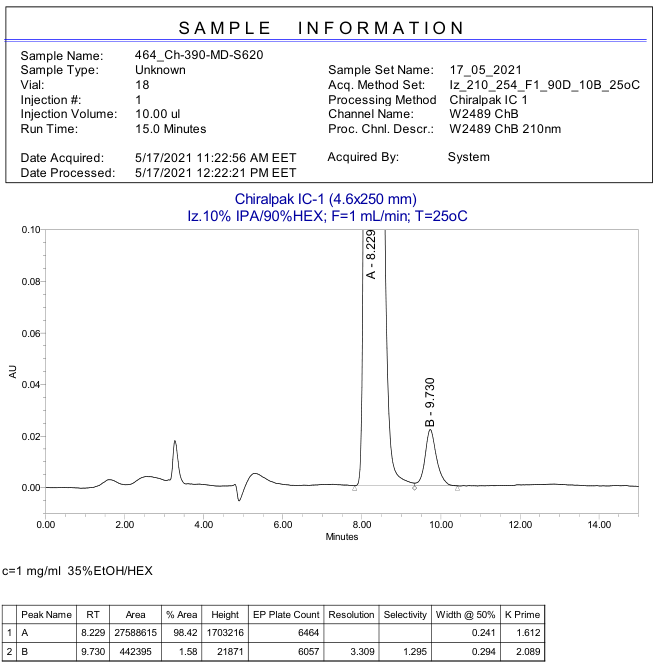 SAMPLE INFORMATION
Sample Name: 464_Ch-390-MD-S620
Sample Type: Unknown Sample Set Name: 17_05_2021
Vial: 18 Acq. Method Set: Iz_210_254_F1_90D_10B_25oC
Injection #: 1 Processing Method Chiralpak IC 1
Injection Volume: 10.00 ul Channel Name: W2489 ChB
Run Time: 15.0 Minutes Proc. Chnl. Descr.: W2489 ChB 210nm
Date Acquired: 5/17/2021 11:22:56 AM EET Acquired By: System
Date Processed: 5/17/2021 12:22:21 PM EET
Chiralpak IC-1 (4.6x250 mm)
Iz.10% IPA/90%HEX; F=1 mL/min; T=25oC
AU
0.10
0.08
0.06
0.04
0.02
0.00
A - 8.229
B - 9.730
0.00 2.00 4.00 6.00 8.00 10.00 12.00 14.00
Minutes
c=1 mg/ml 35%EtOH/HEX
Peak Name RT Area % Area Height EP Plate Count Resolution Selectivity Width @ 50% K Prime
1 A 8.229 27588615 98.42 1703216 6464 0.241 1.612
2 B 9.730 442395 1.58 21871 6057 3.309 1.295 0.294 2.089